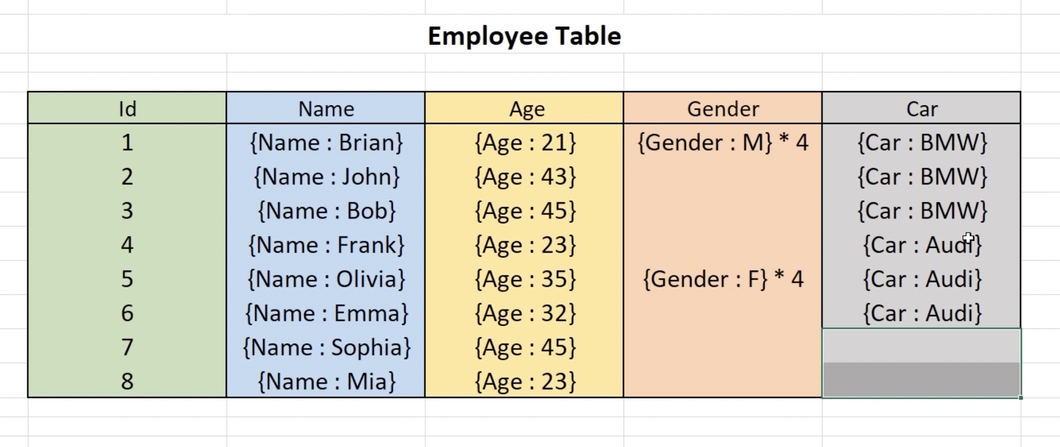 Employee Table
Id Name Age Gender Car
1 {Name : Brian} {Age : 21} {Gender : M} * 4 {Car : BMW}
2 {Name : John} {Age : 43} {Car : BMW}
3 {Name : Bob} {Age : 45} {Car : BMW}
4 {Name : Frank} {Age : 23} {Car : Audi}
5 {Name : Olivia} {Age : 35} {Gender : F} * 4 {Car : Audi}
6 {Name : Emma} {Age : 32} {Car : Audi}
7 {Name : Sophia} {Age : 45}
8 {Name : Mia} {Age : 23}